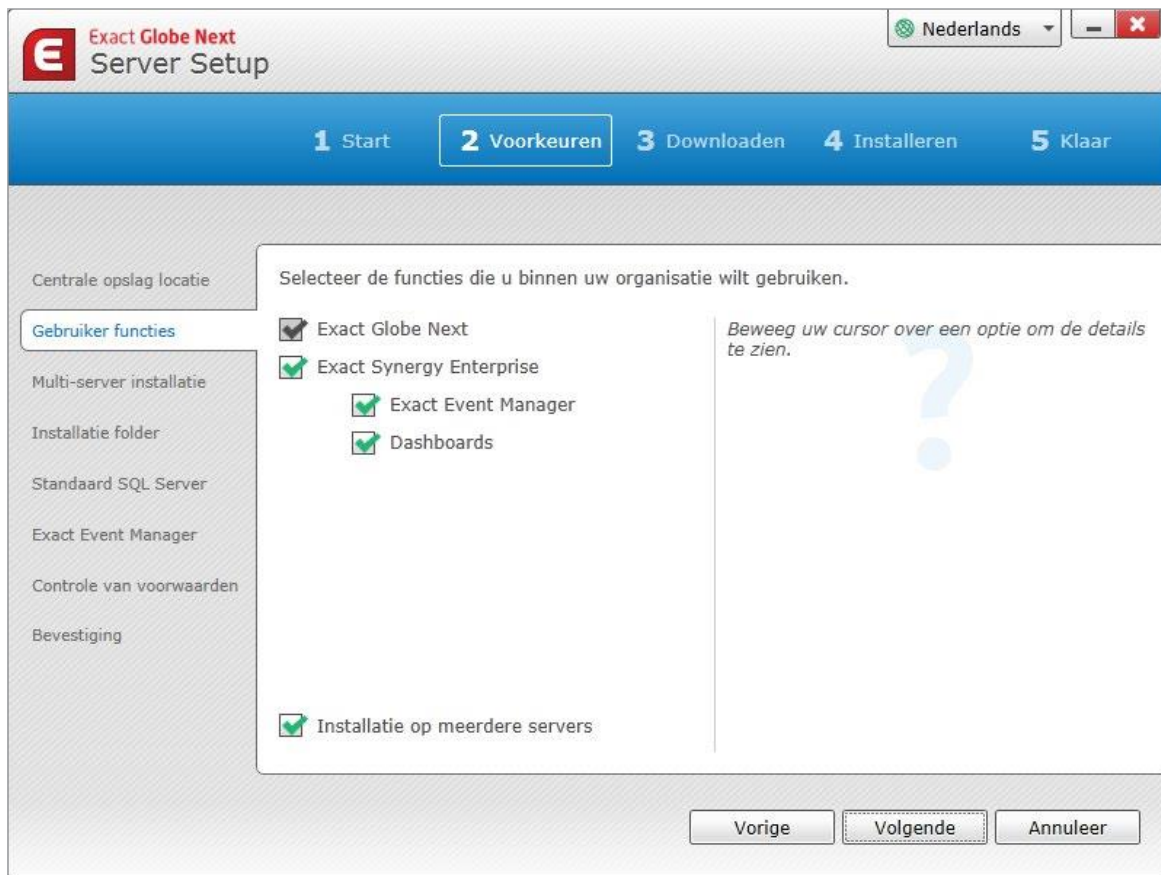 Exact Globe Next
Server Setup
Nederlands
1 Start
2 Voorkeuren
3 Downloaden
4 Installeren
5 Klaar
Centrale opslag locatie
Gebruiker functies
Multi-server installatie
Installatie folder
Standaard SQL Server
Exact Event Manager
Controle van voorwaarden
Bevestiging
Selecteer de functies die u binnen uw organisatie wilt gebruiken.
Exact Globe Next
Exact Synergy Enterprise
Exact Event Manager
Dashboards
Installatie op meerdere servers
Beweeg uw cursor over een optie om de details
te zien.
?
Vorige
Volgende
Annuleer